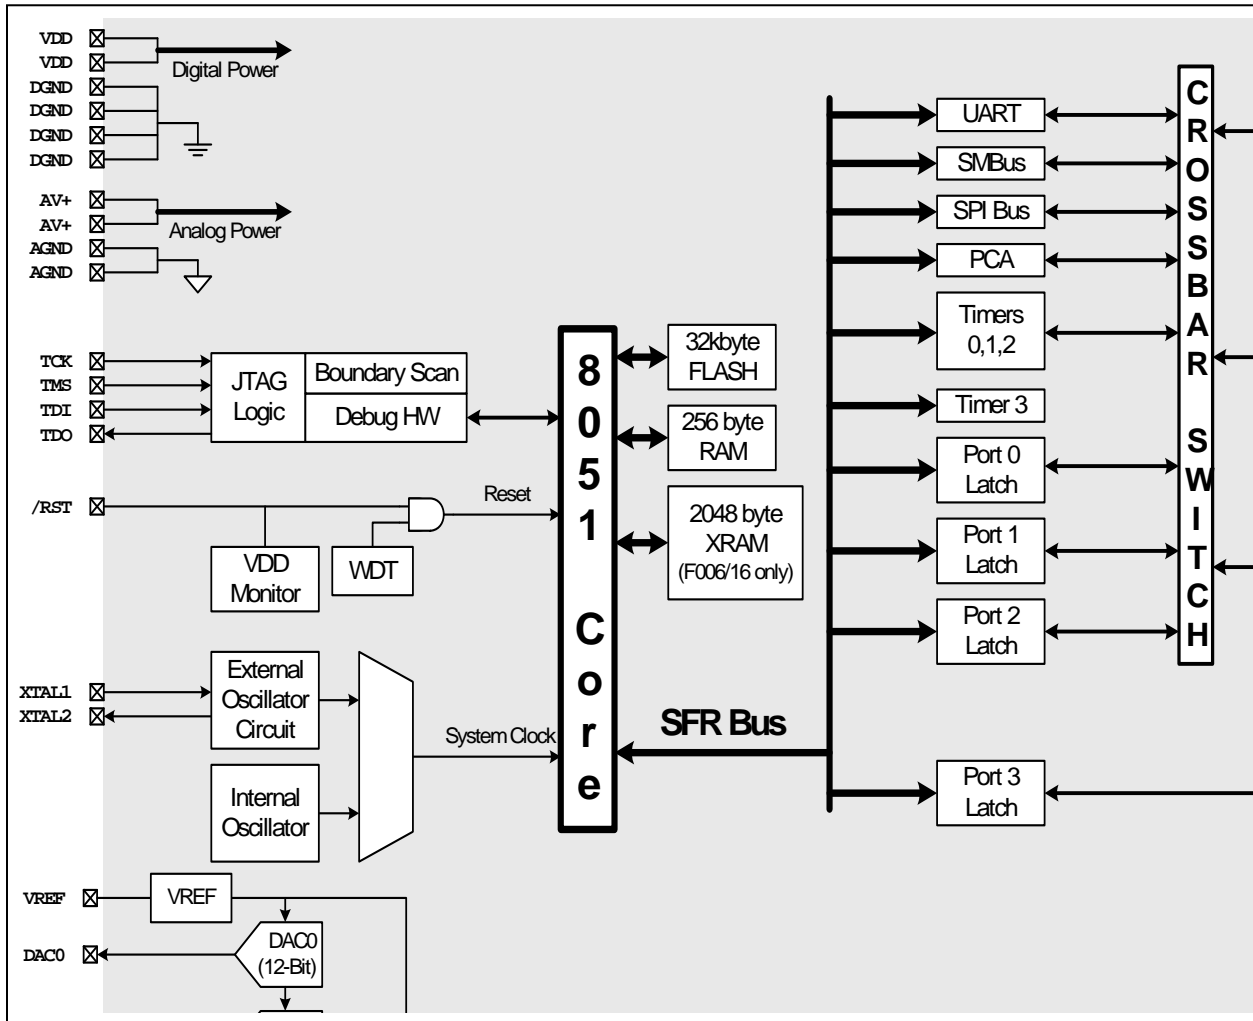 VDD
VDD
Digital Power
DGND
DGND
DGND
DGND
AV+
AV+
Analog Power
AGND
AGND
TCK
TMS
TDI
TDO
JTAG
Logic
Boundary Scan
Debug HW
/RST
Reset
VDD
Monitor
WDT
XTAL1
XTAL2
External
Oscillator
Circuit
Internal
Oscillator
System Clock
VREF
VREF
DAC0
DAC0
(12-Bit)
8051 Core
32kbyte
FLASH
256 byte
RAM
2048 byte
XRAM
(F006/16 only)
SFR Bus
UART
SMBus
SPI Bus
PCA
Timers
0,1,2
Timer 3
Port 0
Latch
Port 1
Latch
Port 2
Latch
Port 3
Latch
CROSSBAR SWITCH